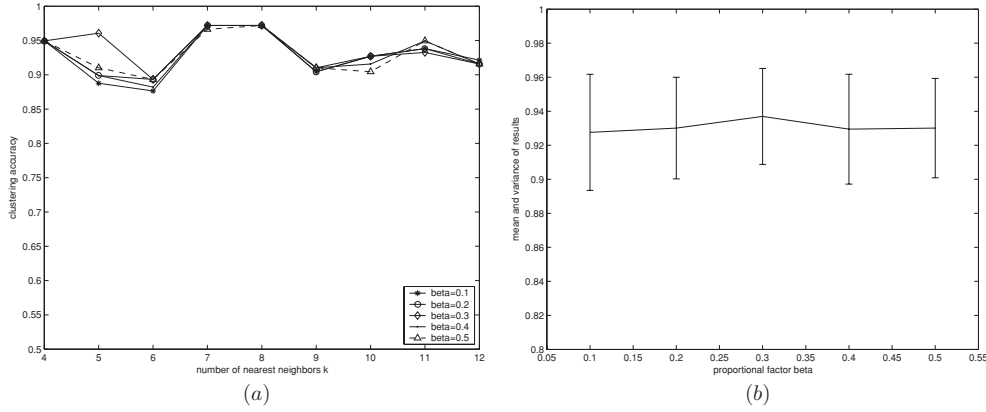 1
0.95
0.9
0.85
0.8
0.75
0.7
0.65
0.6
0.55
0.5
clustering accuracy
4 5 6 7 8 9 10 11 12
number of nearest neighbors k
beta=0.1
beta=0.2
beta=0.3
beta=0.4
beta=0.5
(a)
1
0.98
0.96
0.94
0.92
0.9
0.88
0.86
0.84
0.82
0.8
mean and variance of results
0.05 0.1 0.15 0.2 0.25 0.3 0.35 0.4 0.45 0.5 0.55
proportional factor beta
(b)